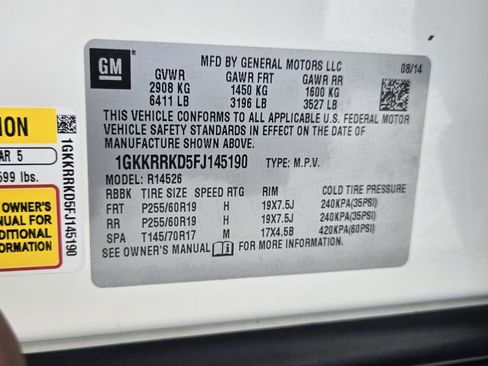 GM
MFD BY GENERAL MOTORS LLC
08/14
GVWR GAWR FRT GAWR RR
2908 KG 1450 KG 1600 KG
6411 LB 3196 LB 3527 LB
THIS VEHICLE CONFORMS TO ALL APPLICABLE U.S. FEDERAL MOTOR
VEHICLE SAFETY STANDARDS IN EFFECT ON THE DATE OF
MANUFACTURE SHOWN ABOVE.
1GKKRRKD5FJ145190 TYPE: M.P.V.
MODEL: R14526
RBBK TIRE SIZE SPEED RTG RIM COLD TIRE PRESSURE
FRT P255/60R19 H 19X7.5J 240KPA(35PSI)
RR P255/60R19 H 19X7.5J 240KPA(35PSI)
SPA T145/70R17 M 17X4.5B 420KPA(60PSI)
SEE OWNER'S MANUAL FOR MORE INFORMATION.
TION
AR 5
599 lbs.
OWNER'S
ANUAL FOR
DDITIONAL
ORMATION
1GKKRRKD5FJ145190